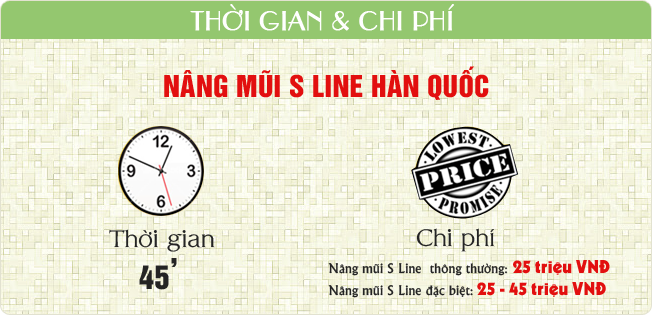 THỜI GIAN & CHI PHÍ
NÂNG MŨI S LINE HÀN QUỐC
12
9
3
6
LOWEST
PRICE
PROMISE
Thời gian
45’
Chi phí
Nâng mũi S Line thông thường: 25 triệu VNĐ
Nâng mũi S Line đặc biệt: 25 - 45 triệu VNĐ